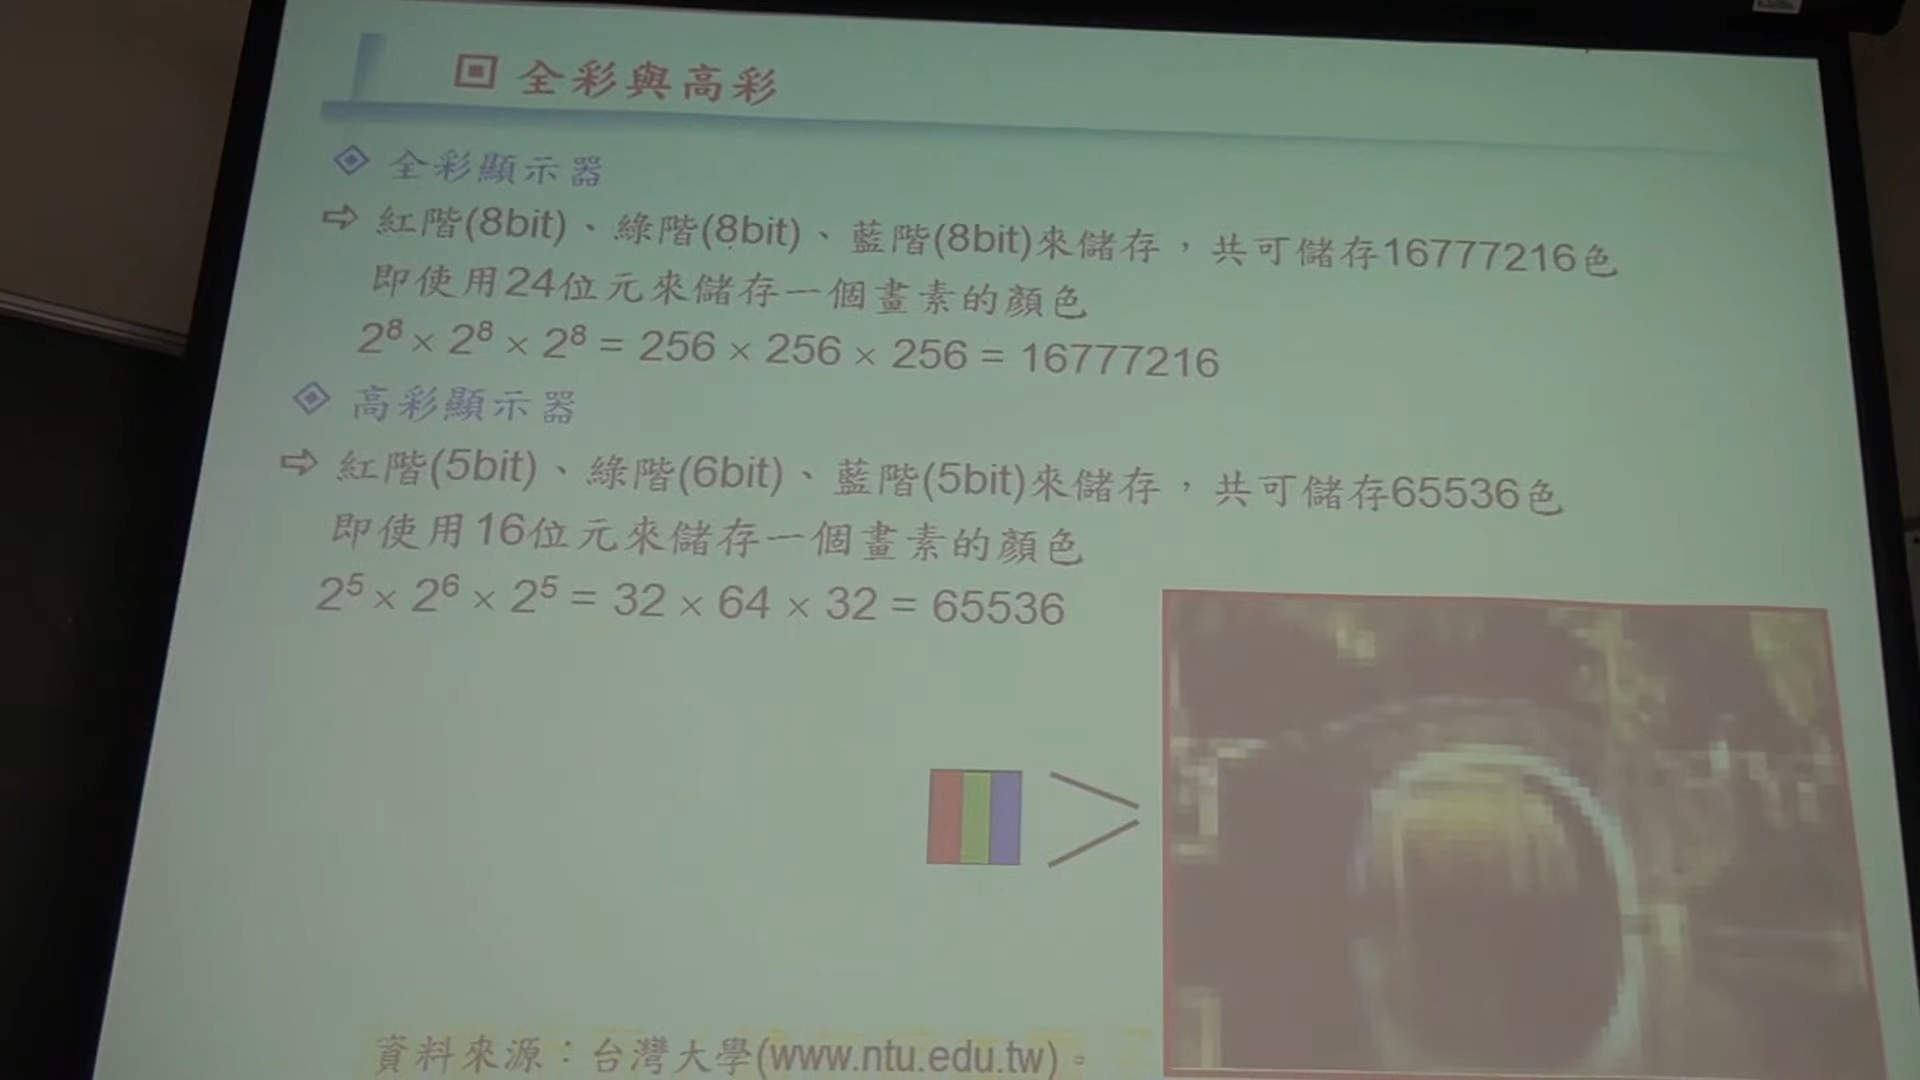 全彩與高彩
全彩顯示器
紅階(8bit)、綠階(8bit)、藍階(8bit)來儲存，共可儲存16777216色
即使用24位元來儲存一個畫素的顏色
2⁸ × 2⁸ × 2⁸ = 256 × 256 × 256 = 16777216
高彩顯示器
紅階(5bit)、綠階(6bit)、藍階(5bit)來儲存，共可儲存65536色
即使用16位元來儲存一個畫素的顏色
2⁵ × 2⁶ × 2⁵ = 32 × 64 × 32 = 65536
資料來源：台灣大學(www.ntu.edu.tw)。